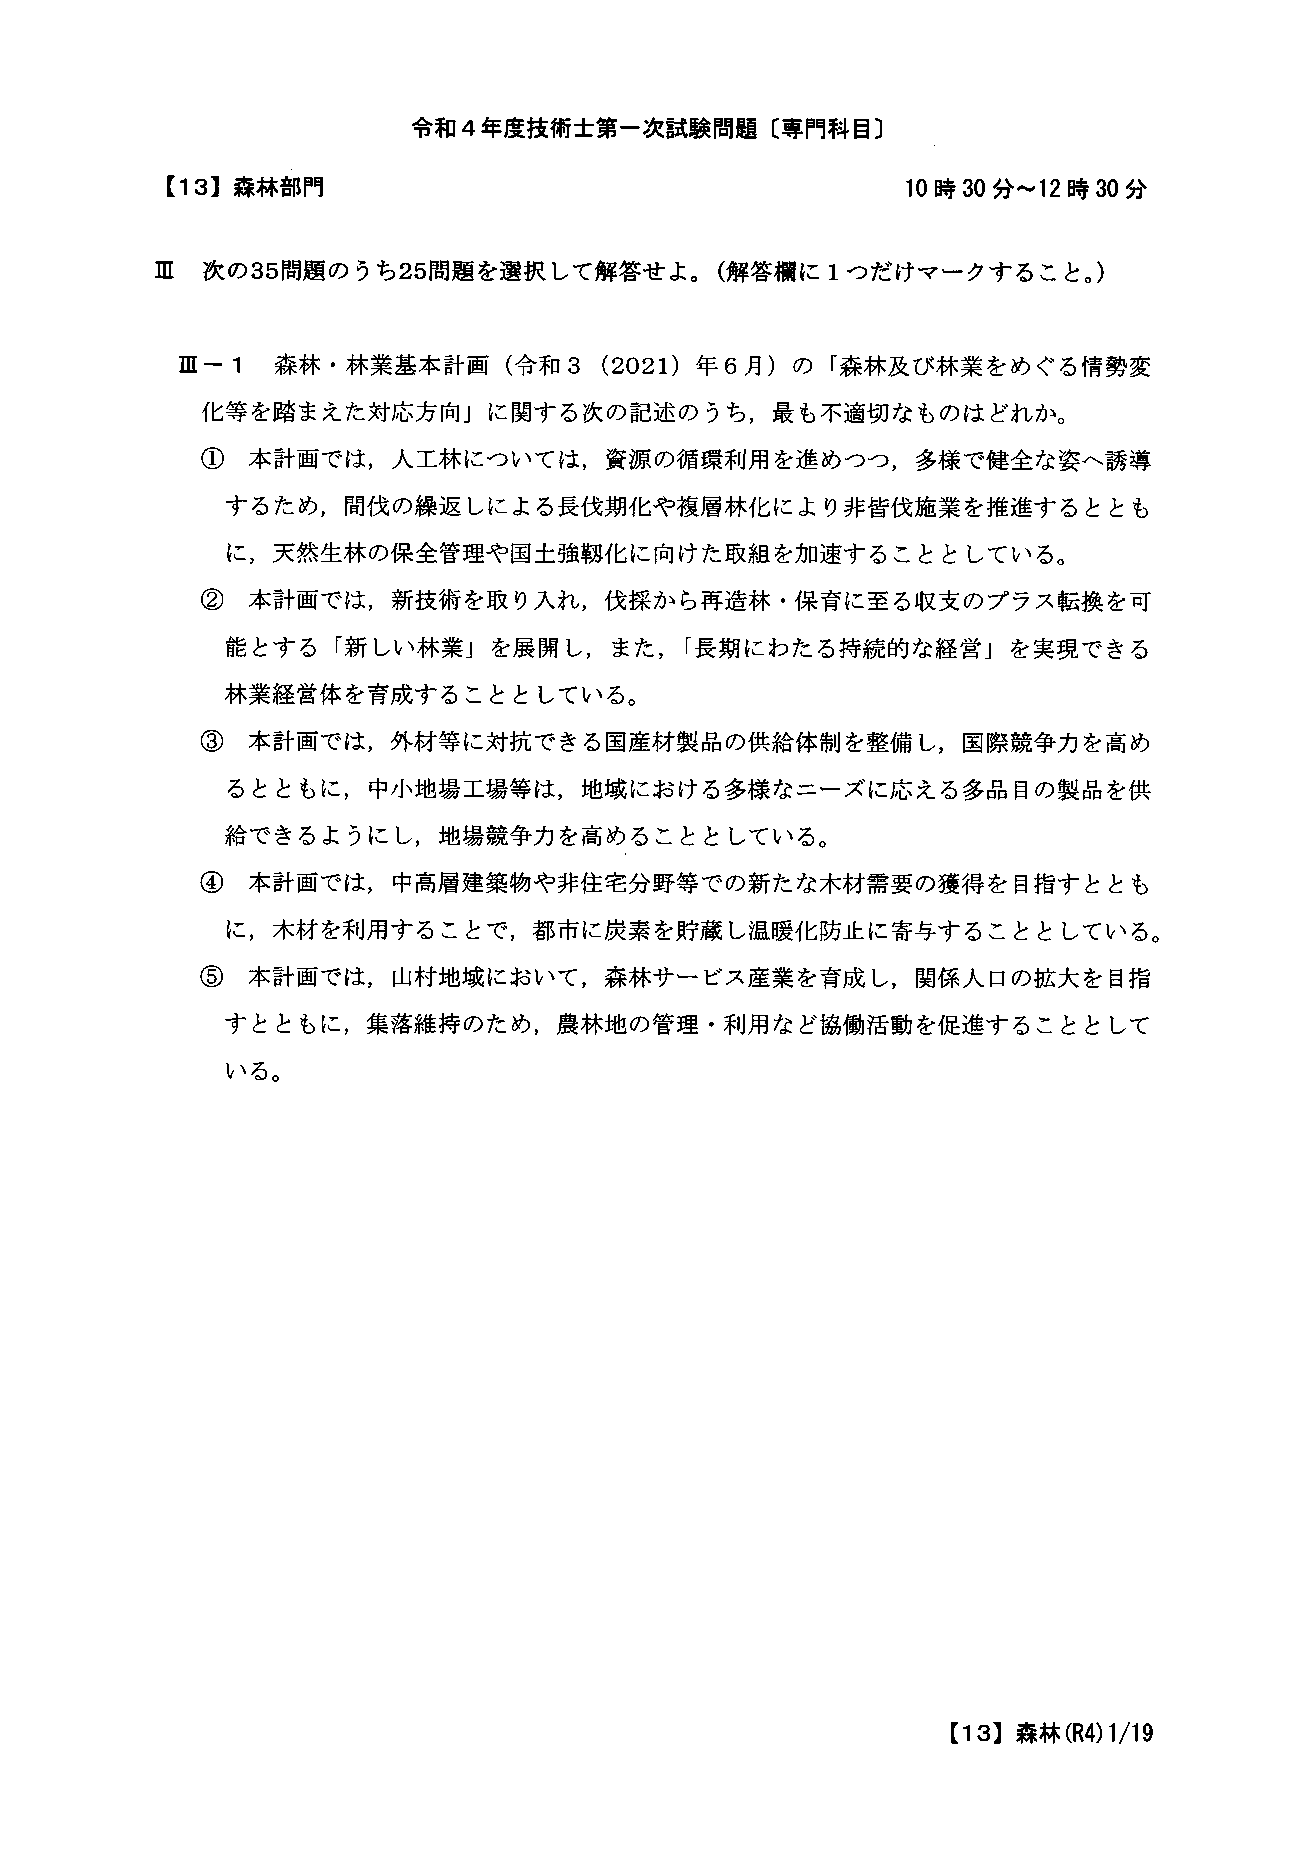 令和4年度技術士第一次試験問題〔専門科目〕
【13】森林部門
10時30分～12時30分
Ⅲ 次の35問題のうち25問題を選択して解答せよ。（解答欄に1つだけマークすること。）
Ⅲ－1 森林・林業基本計画（令和3（2021）年6月）の「森林及び林業をめぐる情勢変
化等を踏まえた対応方向」に関する次の記述のうち，最も不適切なものはどれか。
① 本計画では，人工林については，資源の循環利用を進めつつ，多様で健全な姿へ誘導
するため，間伐の繰返しによる長伐期化や複層林化により非皆伐施業を推進するととも
に，天然生林の保全管理や国土強靱化に向けた取組を加速することとしている。
② 本計画では，新技術を取り入れ，伐採から再造林・保育に至る収支のプラス転換を可
能とする「新しい林業」を展開し，また，「長期にわたる持続的な経営」を実現できる
林業経営体を育成することとしている。
③ 本計画では，外材等に対抗できる国産材製品の供給体制を整備し，国際競争力を高め
るとともに，中小地場工場等は，地域における多様なニーズに応える多品目の製品を供
給できるようにし，地場競争力を高めることとしている。
④ 本計画では，中高層建築物や非住宅分野等での新たな木材需要の獲得を目指すととも
に，木材を利用することで，都市に炭素を貯蔵し温暖化防止に寄与することとしている。
⑤ 本計画では，山村地域において，森林サービス産業を育成し，関係人口の拡大を目指
すとともに，集落維持のため，農林地の管理・利用など協働活動を促進することとして
いる。
【13】森林(R4)1/19